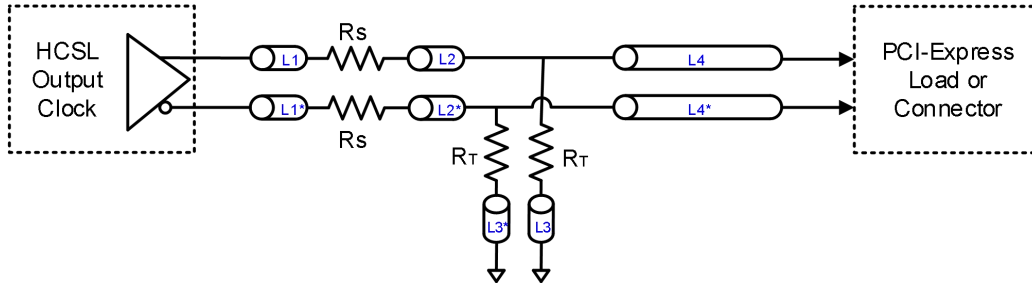 HCSL
Output
Clock
L1
Rs
L2
L4
L1*
Rs
L2*
L4*
RT
RT
L3*
L3
PCI-Express
Load or
Connector